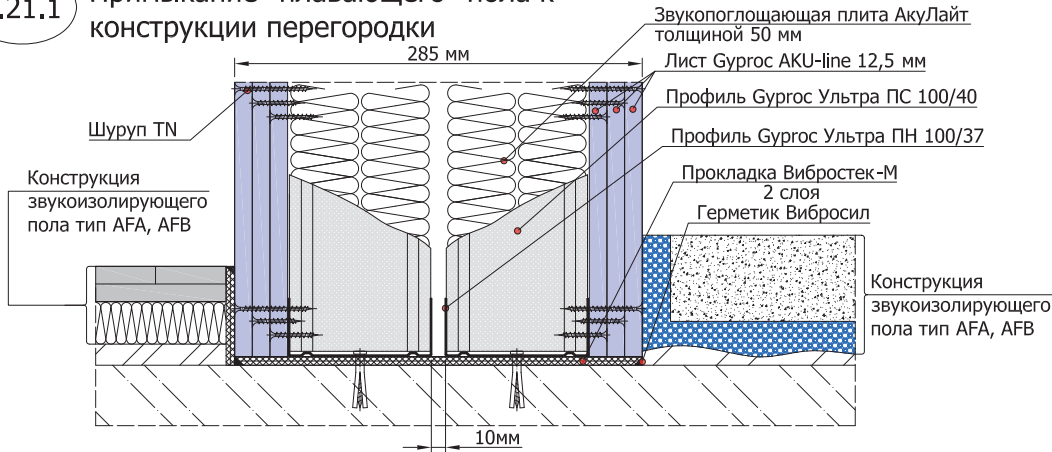 .21.1
конструкции перегородки
285 мм
Звукопоглощающая плита АкуЛайт
толщиной 50 мм
Лист Gyproc AKU-line 12,5 мм
Профиль Gyproc Ультра ПС 100/40
Шуруп TN
Профиль Gyproc Ультра ПН 100/37
Прокладка Вибростек-М
2 слоя
Герметик Вибросил
Конструкция
звукоизолирующего
пола тип AFA, AFB
Конструкция
звукоизолирующего
пола тип AFA, AFB
10мм